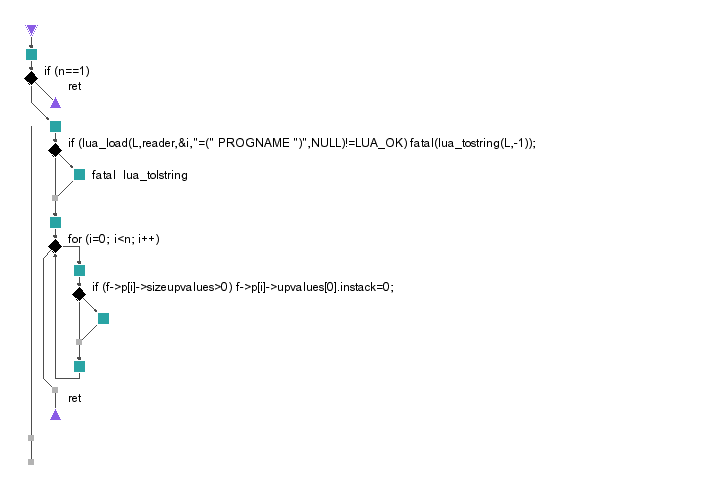 if (n==1)
ret
if (lua_load(L,reader,&i,"=(" PROGNAME ")",NULL)!=LUA_OK) fatal(lua_tostring(L,-1));
fatal  lua_tolstring
for (i=0; i<n; i++)
if (f->p[i]->sizeupvalues>0) f->p[i]->upvalues[0].instack=0;
ret